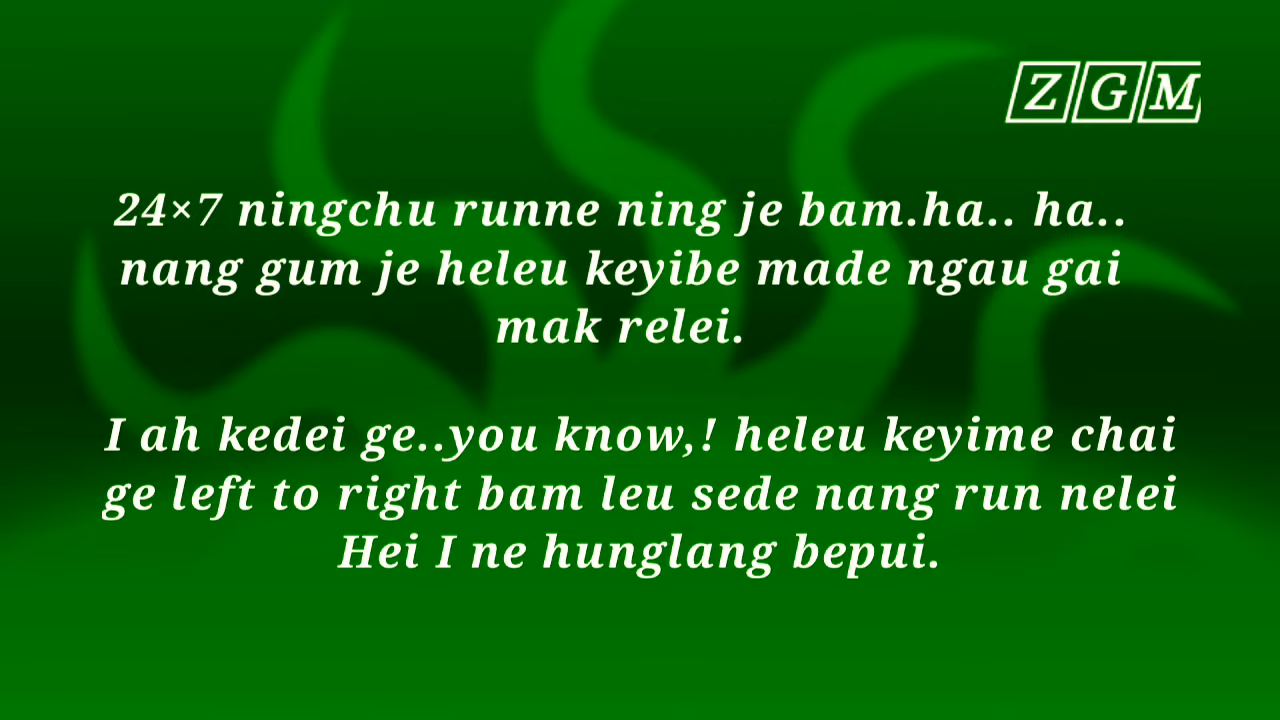 ZGM
24×7 ningchu runne ning je bam.ha.. ha..
nang gum je heleu keyibe made ngau gai
mak relei.
I ah kedei ge..you know,! heleu keyime chai
ge left to right bam leu sede nang run nelei
Hei I ne hunglang bepui.